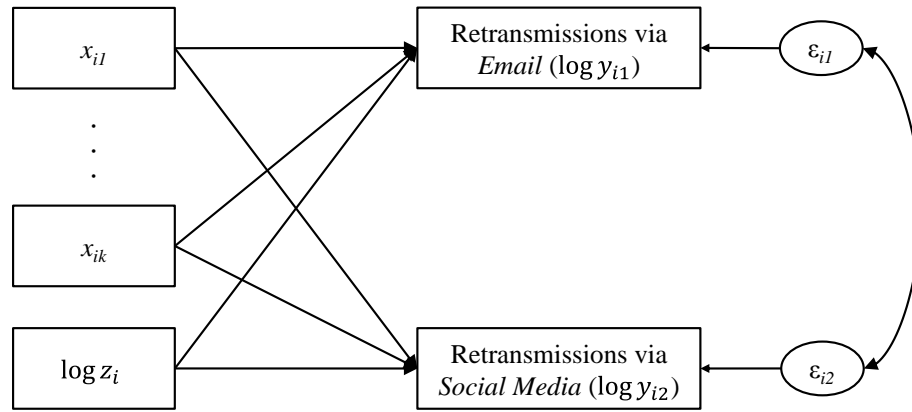 x_{i1}
Retransmissions via
Email (log y_{i1})
ε_{i1}
.
.
.
x_{ik}
log z_i
Retransmissions via
Social Media (log y_{i2})
ε_{i2}